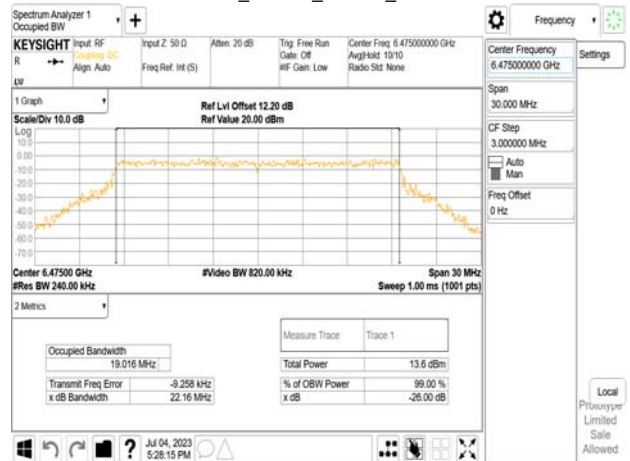 Spectrum Analyzer 1
Occupied BW
+
Frequency
KEYSIGHT
R
Input: RF
Coupling: DC
Align: Auto
Input Z: 50 Ω
Freq Ref: Int (S)
Atten: 20 dB
Trig: Free Run
Gate: Off
#IF Gain: Low
Center Freq: 6.475000000 GHz
Avg|Hold: 10/10
Radio Std: None
1 Graph
Ref Lvl Offset 12.20 dB
Scale/Div 10.0 dB
Ref Value 20.00 dBm
Log
10.0
0.00
-10.0
-20.0
-30.0
-40.0
-50.0
-60.0
-70.0
Center 6.47500 GHz
#Video BW 820.00 kHz
Span 30 MHz
#Res BW 240.00 kHz
Sweep 1.00 ms (1001 pts)
2 Metrics
Measure Trace Trace 1
Occupied Bandwidth
19.016 MHz
Total Power 13.6 dBm
Transmit Freq Error -9.258 kHz
% of OBW Power 99.00 %
x dB Bandwidth 22.16 MHz
x dB -26.00 dB
Center Frequency
6.475000000 GHz
Settings
Span
30.000 MHz
CF Step
3.000000 MHz
Auto
Man
Freq Offset
0 Hz
Local
Prototype
Limited
Sale
Allowed
?
Jul 04, 2023
5:28:15 PM